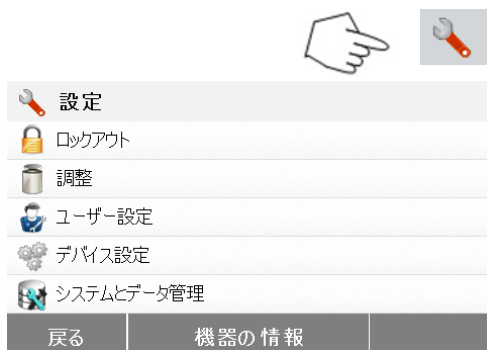 設定
ロックアウト
調整
ユーザー設定
デバイス設定
システムとデータ管理
戻る
機器の情報